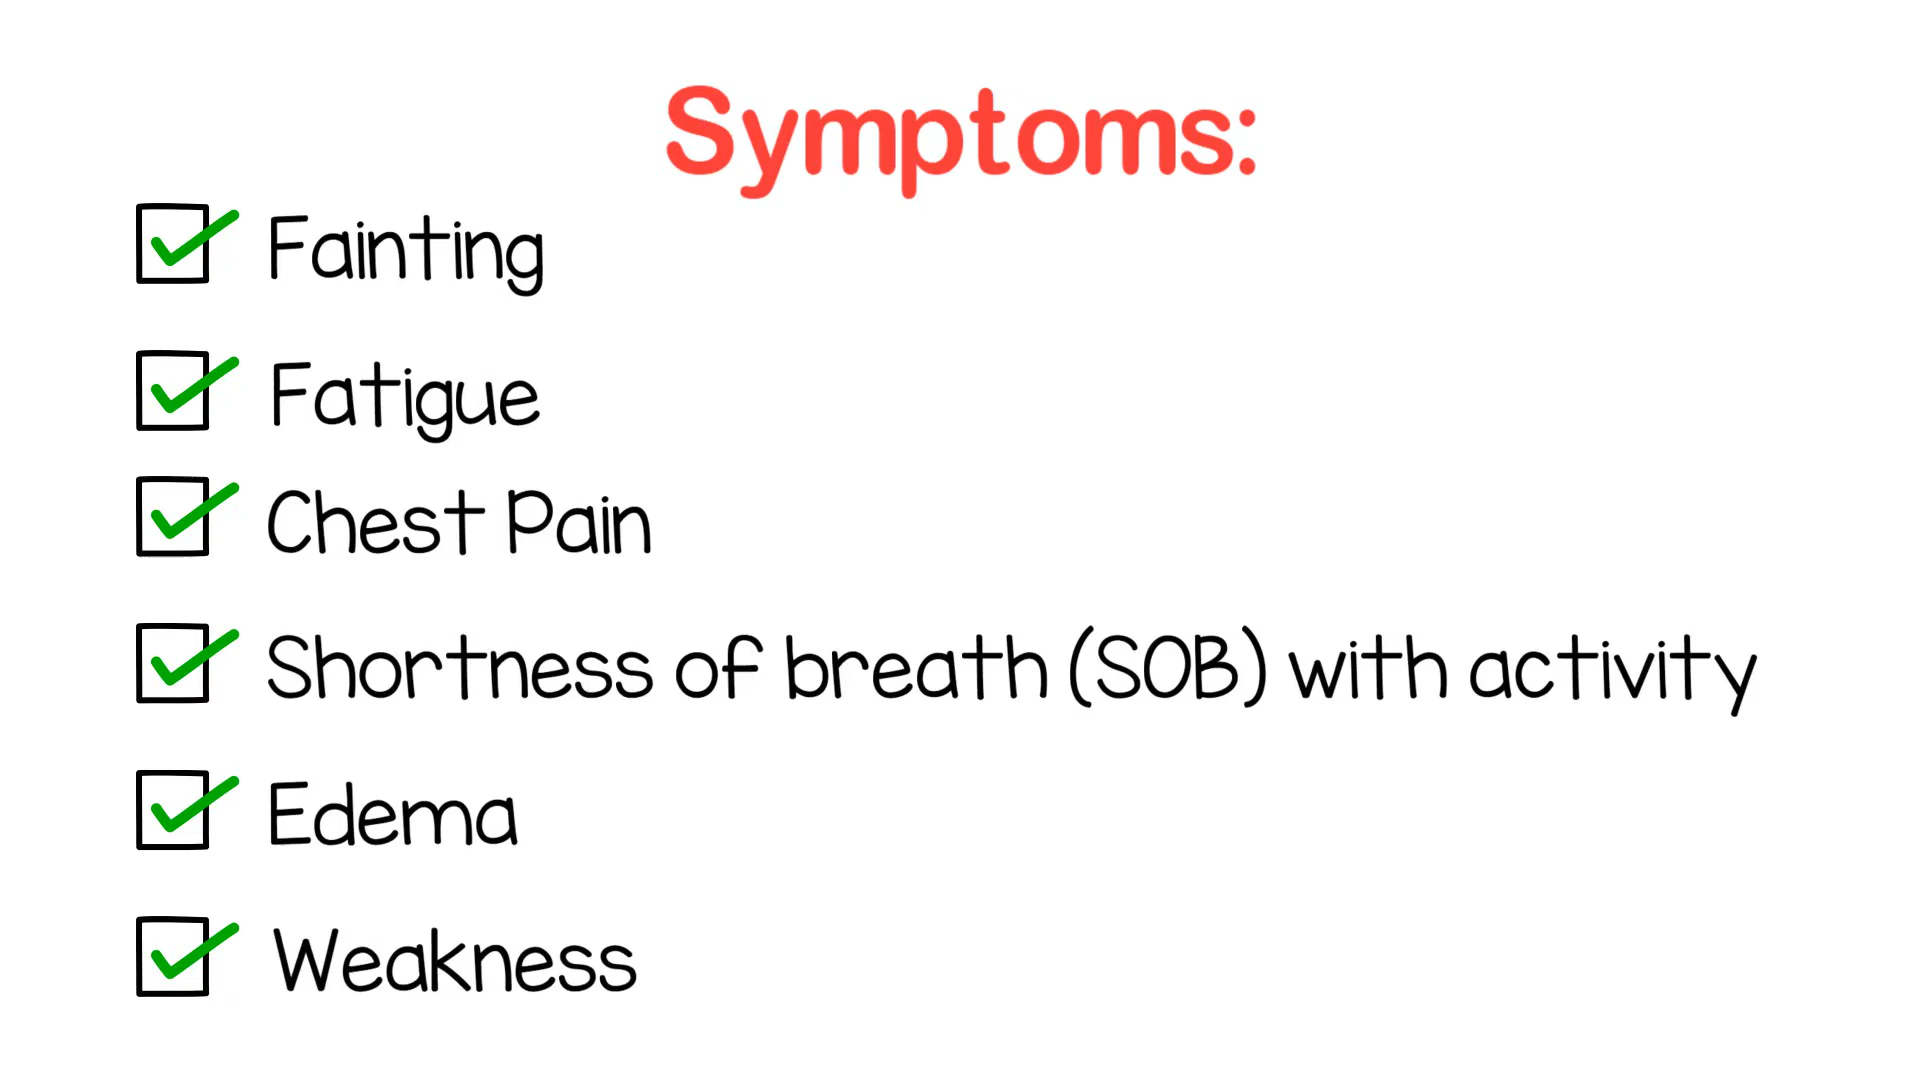 Symptoms:
Fainting
Fatigue
Chest Pain
Shortness of breath (SOB) with activity
Edema
Weakness